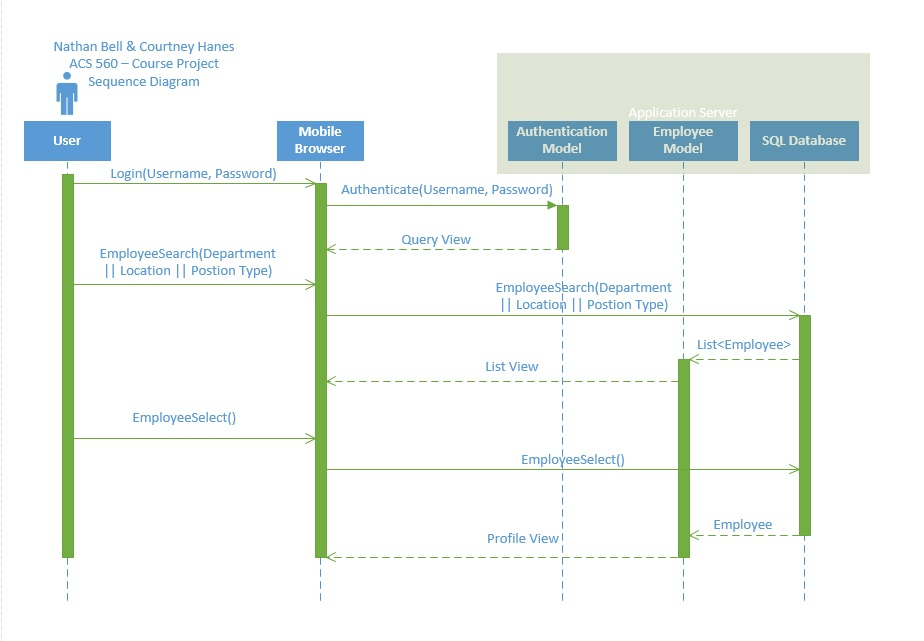 Nathan Bell & Courtney Hanes
ACS 560 – Course Project
Sequence Diagram
Application Server
User
Mobile
Browser
Authentication
Model
Employee
Model
SQL Database
Login(Username, Password)
Authenticate(Username, Password)
Query View
EmployeeSearch(Department
|| Location || Postion Type)
EmployeeSearch(Department
|| Location || Postion Type)
List<Employee>
List View
EmployeeSelect()
EmployeeSelect()
Employee
Profile View